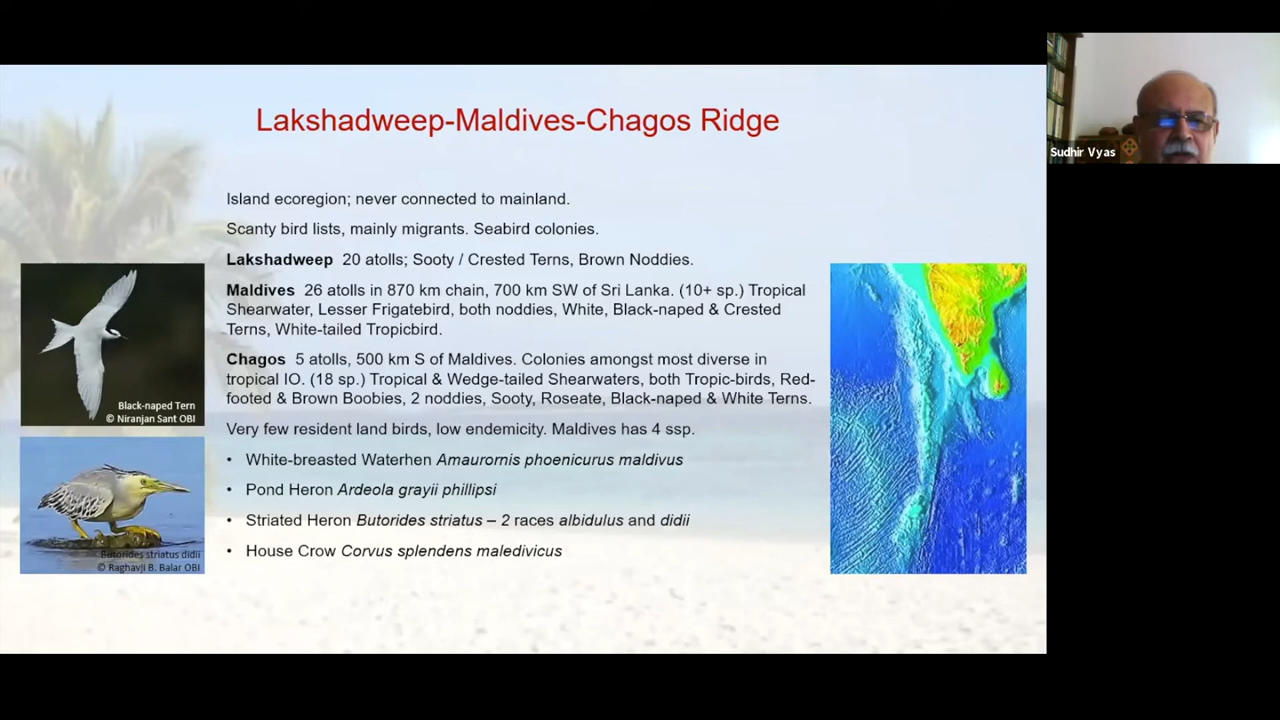 Lakshadweep-Maldives-Chagos Ridge
Sudhir Vyas
Island ecoregion; never connected to mainland.
Scanty bird lists, mainly migrants. Seabird colonies.
Lakshadweep 20 atolls; Sooty / Crested Terns, Brown Noddies.
Maldives 26 atolls in 870 km chain, 700 km SW of Sri Lanka. (10+ sp.) Tropical
Shearwater, Lesser Frigatebird, both noddies, White, Black-naped & Crested
Terns, White-tailed Tropicbird.
Chagos 5 atolls, 500 km S of Maldives. Colonies amongst most diverse in
tropical IO. (18 sp.) Tropical & Wedge-tailed Shearwaters, both Tropic-birds, Red-
footed & Brown Boobies, 2 noddies, Sooty, Roseate, Black-naped & White Terns.
Very few resident land birds, low endemicity. Maldives has 4 ssp.
• White-breasted Waterhen Amaurornis phoenicurus maldivus
• Pond Heron Ardeola grayii phillipsi
• Striated Heron Butorides striatus – 2 races albidulus and didii
• House Crow Corvus splendens maledivicus
Black-naped Tern
© Niranjan Sant OBI
Butorides striatus didii
© Raghavji B. Balar OBI